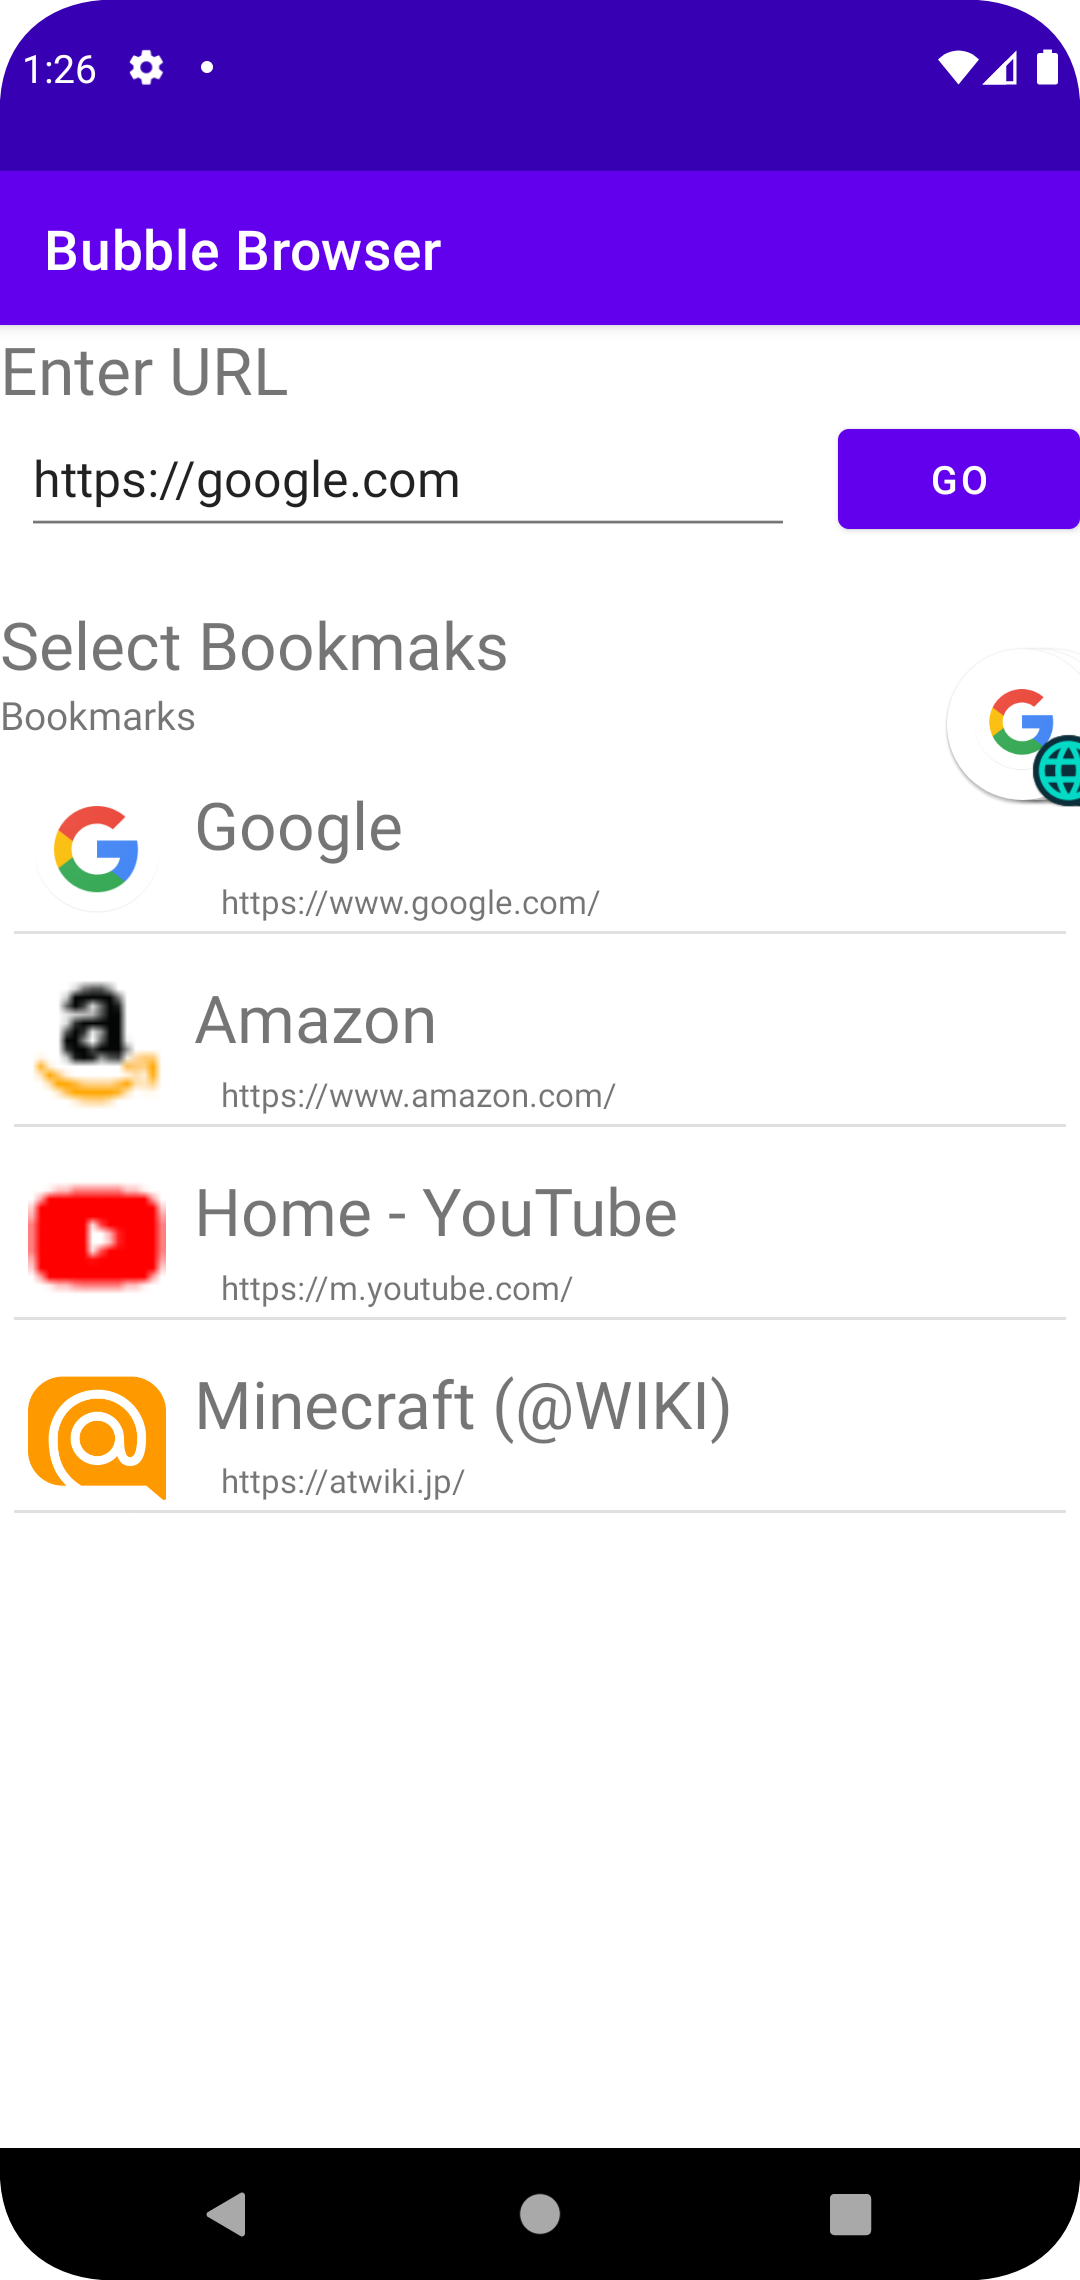 1:26
Bubble Browser
Enter URL
https://google.com
GO
Select Bookmaks
Bookmarks
Google
https://www.google.com/
Amazon
https://www.amazon.com/
Home - YouTube
https://m.youtube.com/
Minecraft (@WIKI)
https://atwiki.jp/